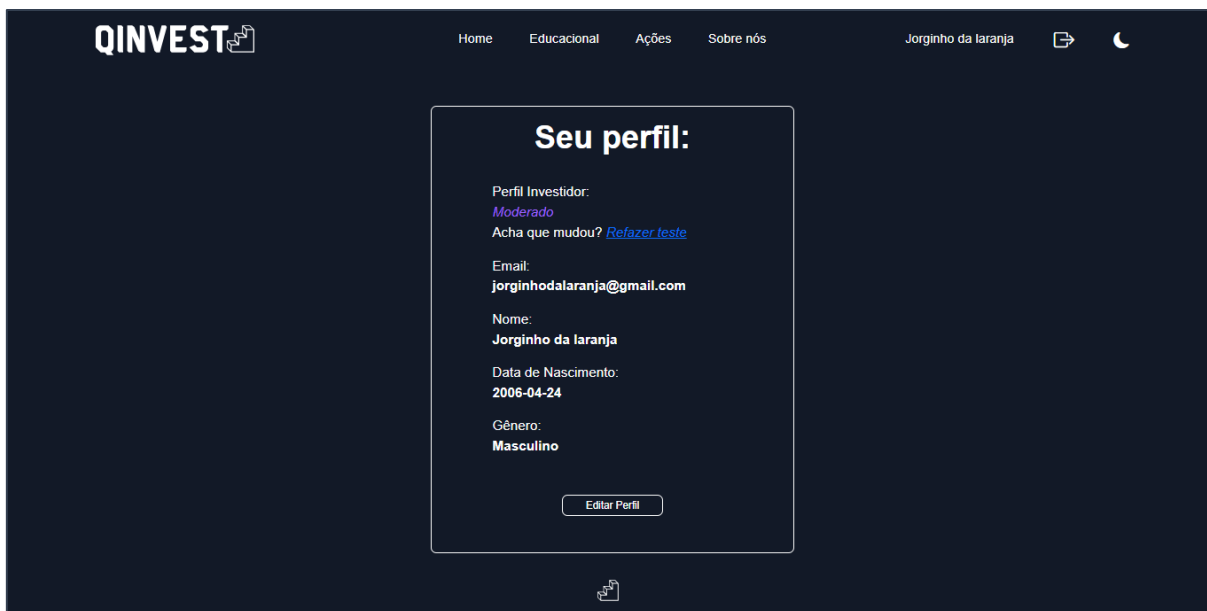 QINVEST
Home Educacional Ações Sobre nós Jorginho da laranja
Seu perfil:
Perfil Investidor:
Moderado
Acha que mudou? Refazer teste
Email:
jorginhodalaranja@gmail.com
Nome:
Jorginho da laranja
Data de Nascimento:
2006-04-24
Gênero:
Masculino
Editar Perfil